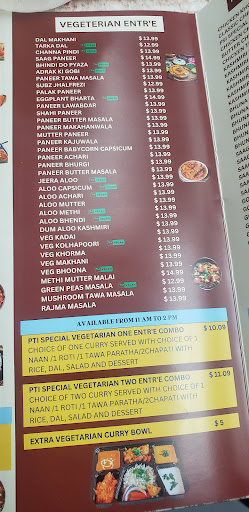 VEGETERIAN ENTR'E
DAL MAKHANI $ 13.99
TARKA DAL $ 12.99
CHANNA PINDI $ 13.99
SAAG PANEER $ 14.99
BHINDI DO PYAZA $ 13.99
ADRAK KI GOBI $ 13.99
PANEER TAWA MASALA $ 13.99
SUBZ JHALFREZI $ 12.99
PALAK PANEER $ 13.99
EGGPLANT BHARTA $ 14.99
PANEER LAWABDAR $ 13.99
SHAHI PANEER $ 13.99
PANEER BUTTER MASALA $ 13.99
PANEER MAKAHANWALA $ 13.99
MUTTER PANEER $ 13.99
PANEER KAJUWALA $ 13.99
PANEER BABYCORN CAPSICUM $ 13.99
PANEER ACHARI $ 13.99
PANEER BHURGI $ 13.99
PANEER TIKKA MASALA $ 13.99
JEERA ALOO $ 13.99
ALOO CAPSICUM $ 13.99
ALOO ACHARI $ 13.99
ALOO MUTTER $ 13.99
ALOO METHI $ 13.99
ALOO BHENDI $ 13.99
DUM ALOO KASHMIRI $ 13.99
VEG KADAI $ 13.99
VEG KOLHAPOORI $ 13.99
VEG KHORMA $ 13.99
VEG MAKHANI $ 13.99
VEG BHOONA $ 13.99
METHI MUTTER MALAI $ 14.99
GREEN PEAS MASALA $ 12.99
MUSHROOM TAWA MASALA $ 13.99
RAJMA MASALA $ 13.99
AVAILABLE FROM 11 AM TO 2 PM
PTI SPECIAL VEGETARIAN ONE ENTR'E COMBO $ 10.09
CHOICE OF ONE CURRY SERVED WITH CHOICE OF 1
NAAN /1 ROTI /1 TAWA PARATHA/2CHAPATI WITH
RICE, DAL, SALAD AND DESSERT
PTI SPECIAL VEGETARIAN TWO ENTR'E COMBO $ 11.09
CHOICE OF TWO CURRY SERVED WITH CHOICE OF 1
NAAN /1 ROTI /1 TAWA PARATHA/2CHAPATI WITH
RICE, DAL, SALAD AND DESSERT
EXTRA VEGETARIAN CURRY BOWL $ 5